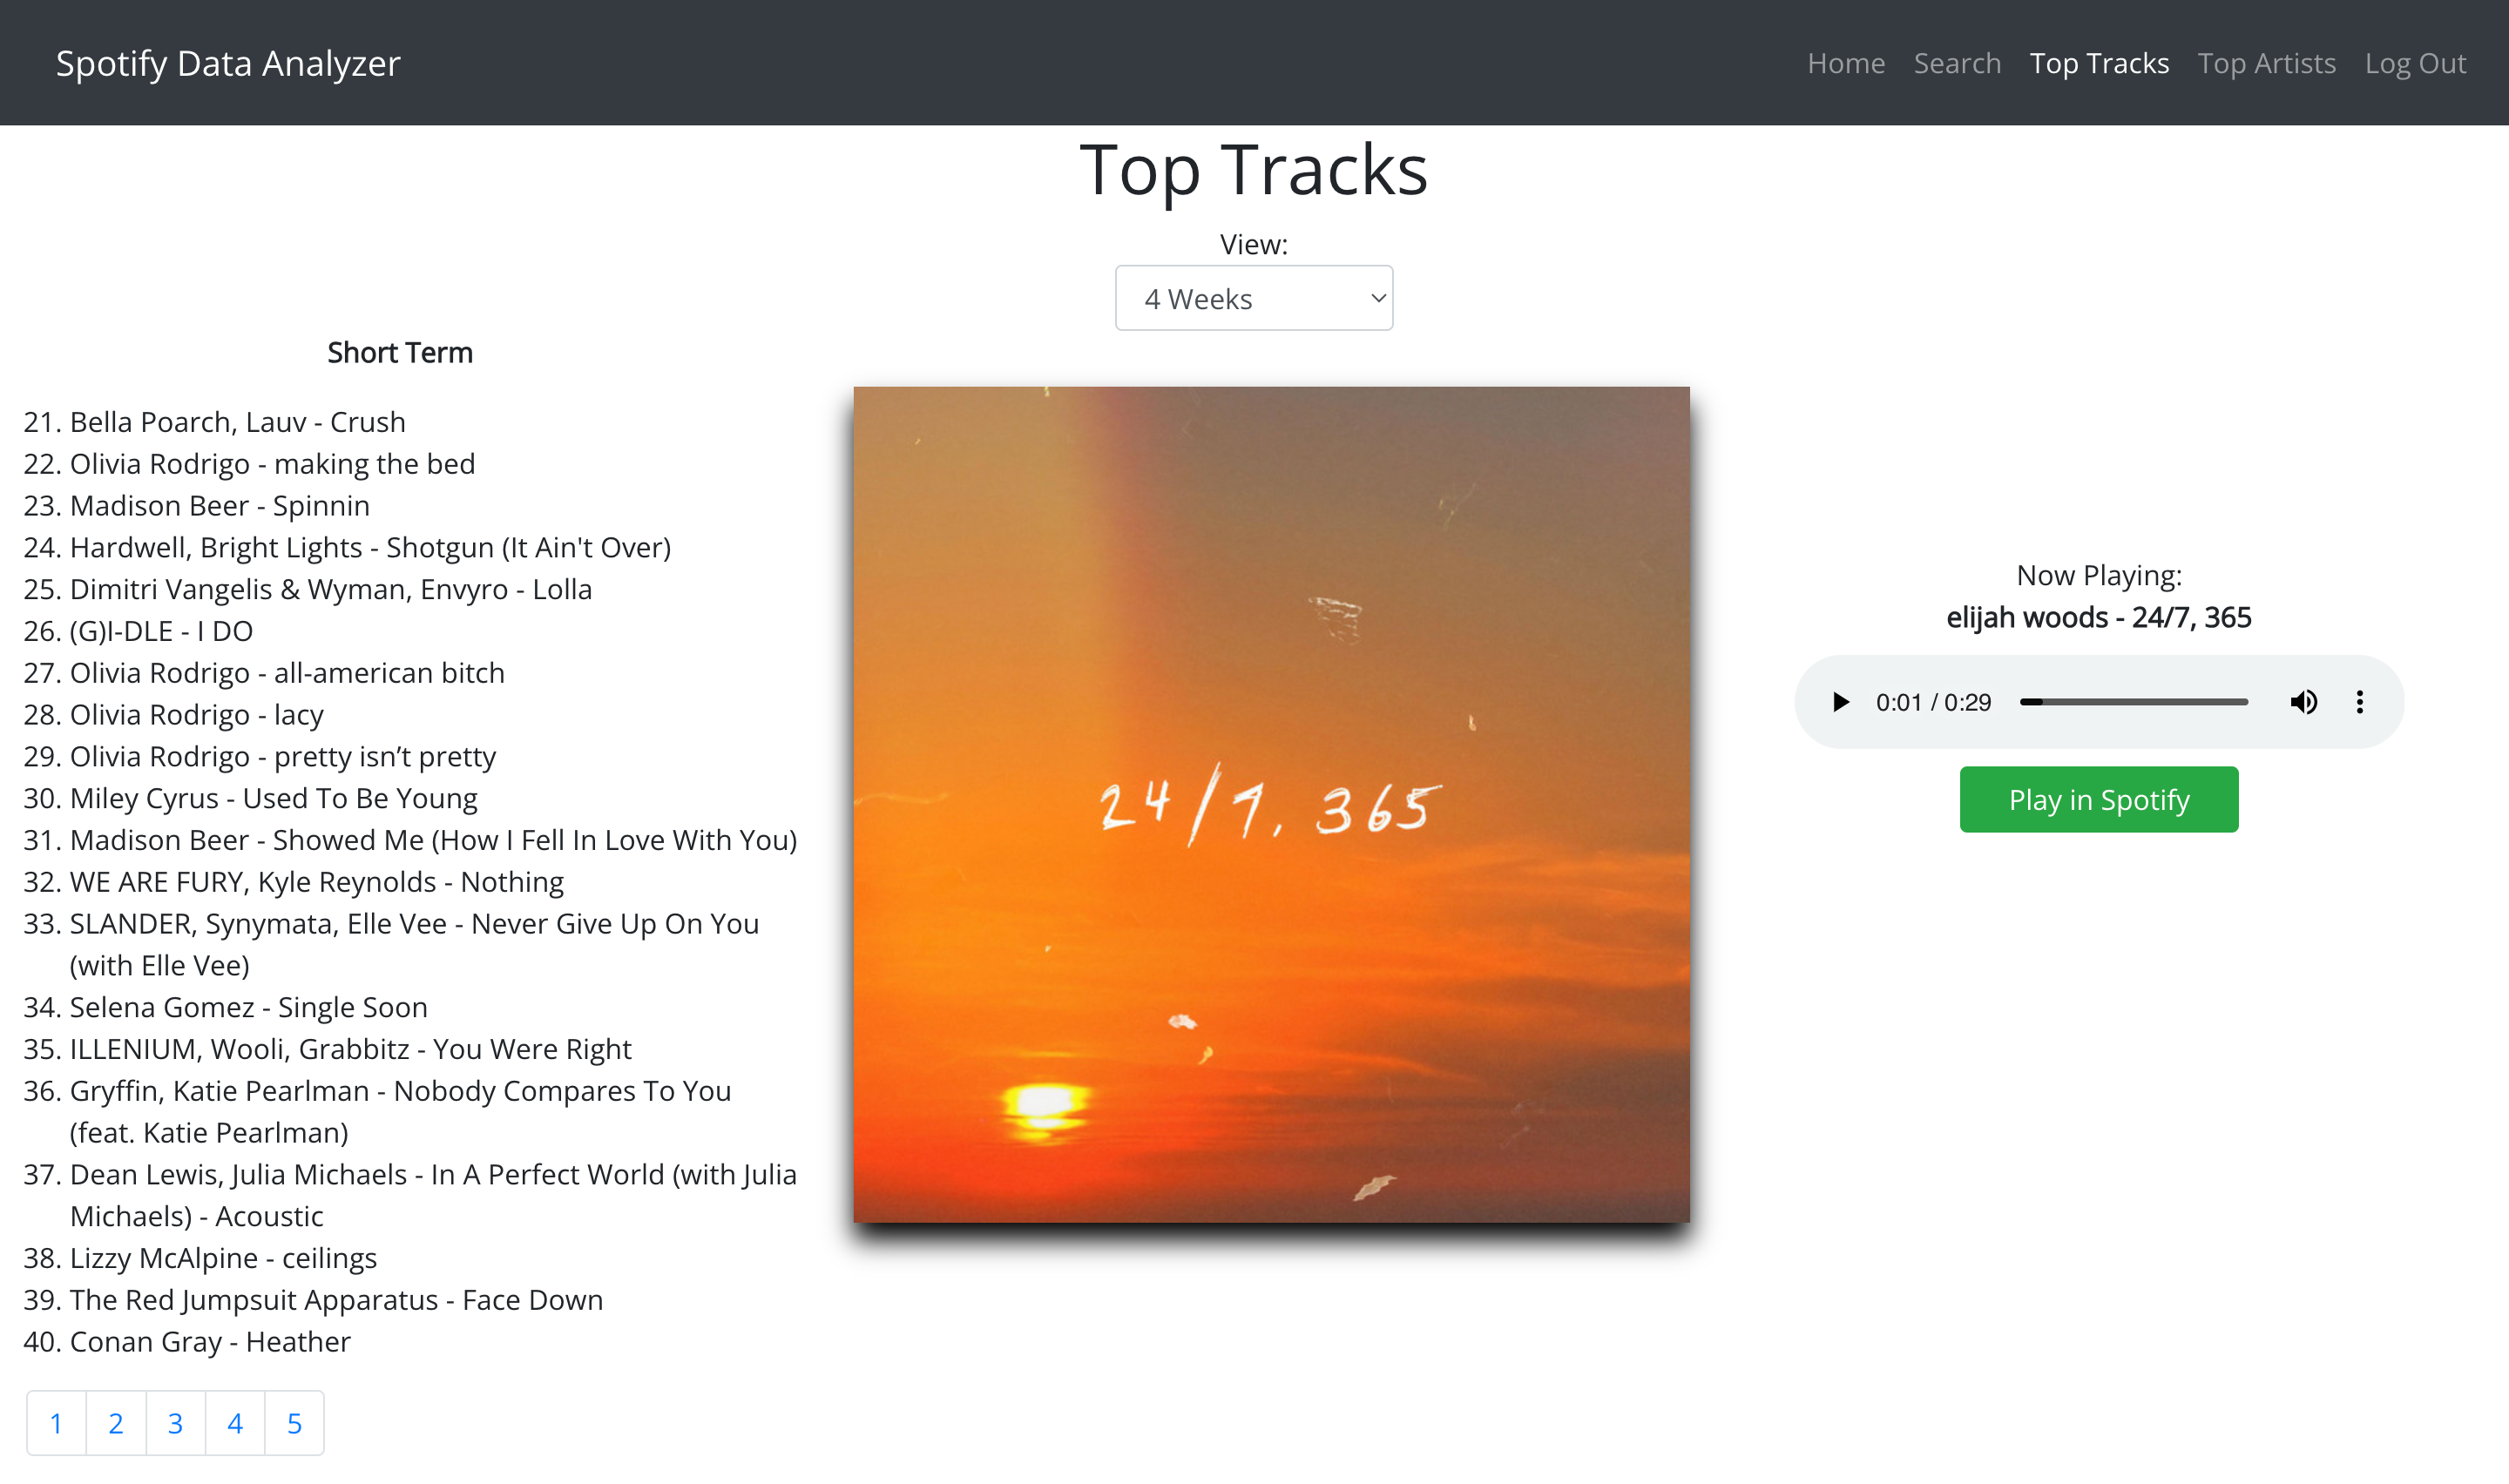 Spotify Data Analyzer
Home Search Top Tracks Top Artists Log Out
Top Tracks
View:
4 Weeks
Short Term
21. Bella Poarch, Lauv - Crush
22. Olivia Rodrigo - making the bed
23. Madison Beer - Spinnin
24. Hardwell, Bright Lights - Shotgun (It Ain't Over)
25. Dimitri Vangelis & Wyman, Envyro - Lolla
26. (G)I-DLE - I DO
27. Olivia Rodrigo - all-american bitch
28. Olivia Rodrigo - lacy
29. Olivia Rodrigo - pretty isn’t pretty
30. Miley Cyrus - Used To Be Young
31. Madison Beer - Showed Me (How I Fell In Love With You)
32. WE ARE FURY, Kyle Reynolds - Nothing
33. SLANDER, Synymata, Elle Vee - Never Give Up On You
(with Elle Vee)
34. Selena Gomez - Single Soon
35. ILLENIUM, Wooli, Grabbitz - You Were Right
36. Gryffin, Katie Pearlman - Nobody Compares To You
(feat. Katie Pearlman)
37. Dean Lewis, Julia Michaels - In A Perfect World (with Julia
Michaels) - Acoustic
38. Lizzy McAlpine - ceilings
39. The Red Jumpsuit Apparatus - Face Down
40. Conan Gray - Heather
1 2 3 4 5
24/7, 365
Now Playing:
elijah woods - 24/7, 365
0:01 / 0:29
Play in Spotify